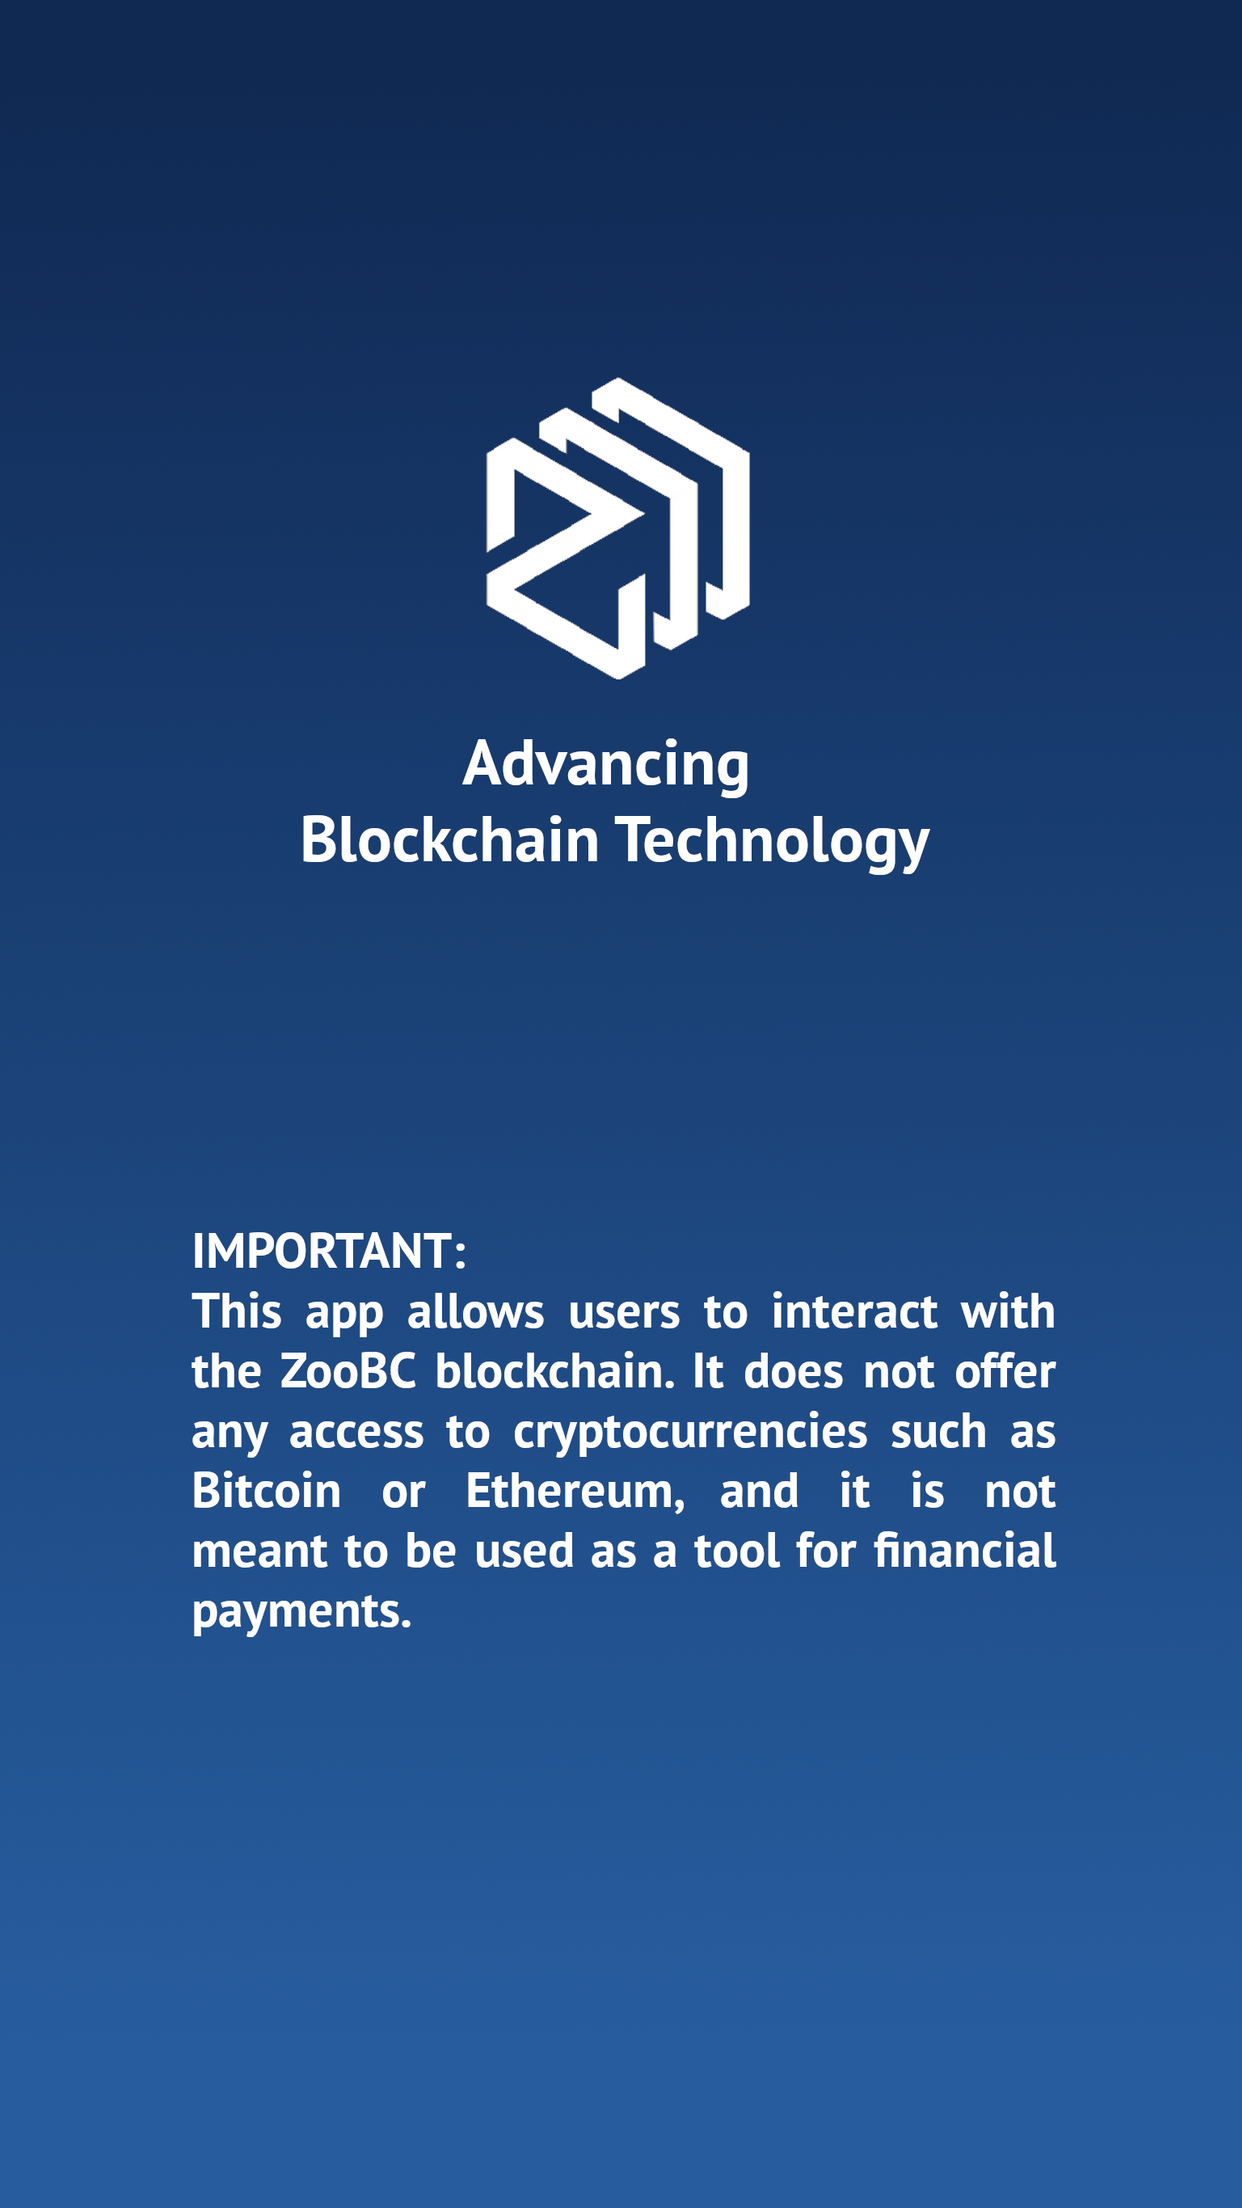 Advancing
Blockchain Technology
IMPORTANT:
This app allows users to interact with
the ZooBC blockchain. It does not offer
any access to cryptocurrencies such as
Bitcoin or Ethereum, and it is not
meant to be used as a tool for financial
payments.